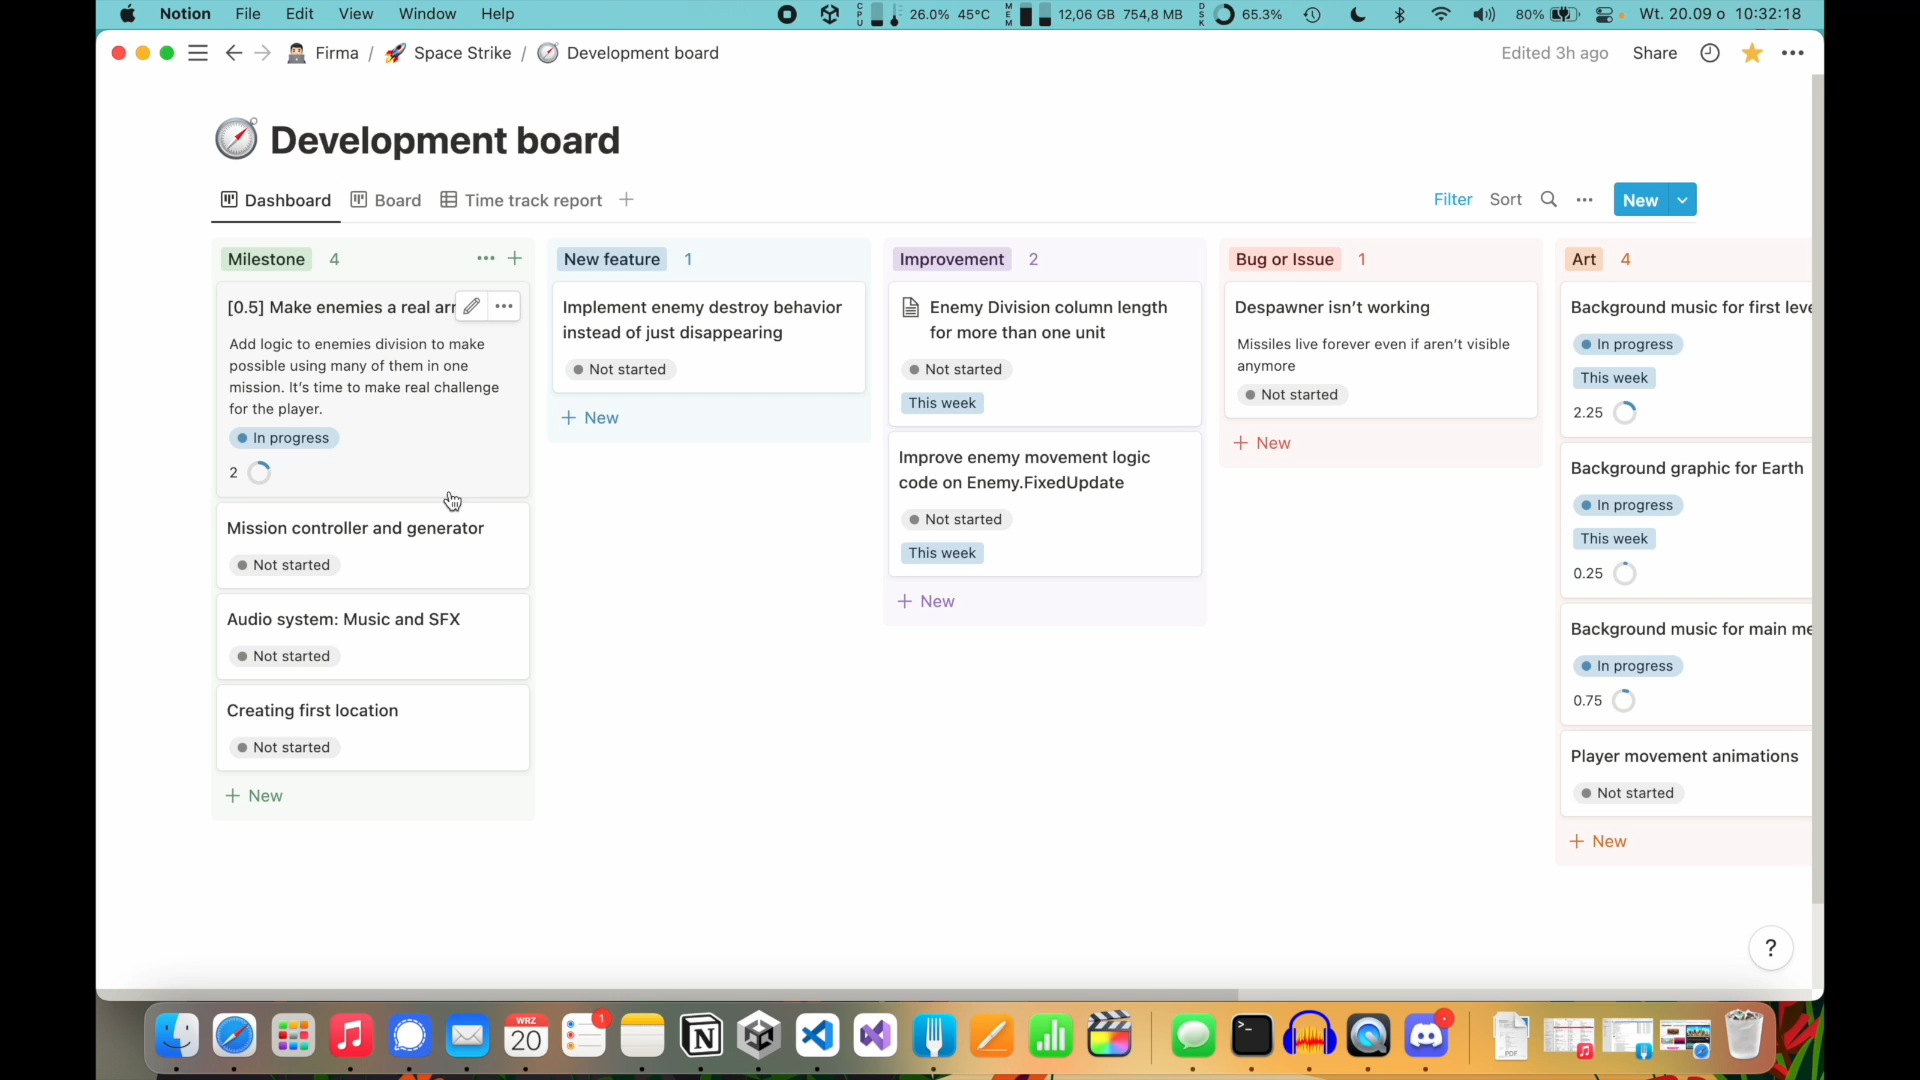 Notion File Edit View Window Help
CPU 26.0% 45°C MEM 12,06 GB 754,8 MB DSK 65.3% 80% Wt. 20.09 o 10:32:18
Firma / Space Strike / Development board
Edited 3h ago Share
Development board
Dashboard Board Time track report
Filter Sort New
Milestone 4
[0.5] Make enemies a real arr
Add logic to enemies division to make
possible using many of them in one
mission. It's time to make real challenge
for the player.
In progress
2
Mission controller and generator
Not started
Audio system: Music and SFX
Not started
Creating first location
Not started
+ New
New feature 1
Implement enemy destroy behavior
instead of just disappearing
Not started
+ New
Improvement 2
Enemy Division column length
for more than one unit
Not started
This week
Improve enemy movement logic
code on Enemy.FixedUpdate
Not started
This week
+ New
Bug or Issue 1
Despawner isn't working
Missiles live forever even if aren't visible
anymore
Not started
+ New
Art 4
Background music for first leve
In progress
This week
2.25
Background graphic for Earth
In progress
This week
0.25
Background music for main me
In progress
0.75
Player movement animations
Not started
+ New
?
WRZ
20
1
PDF